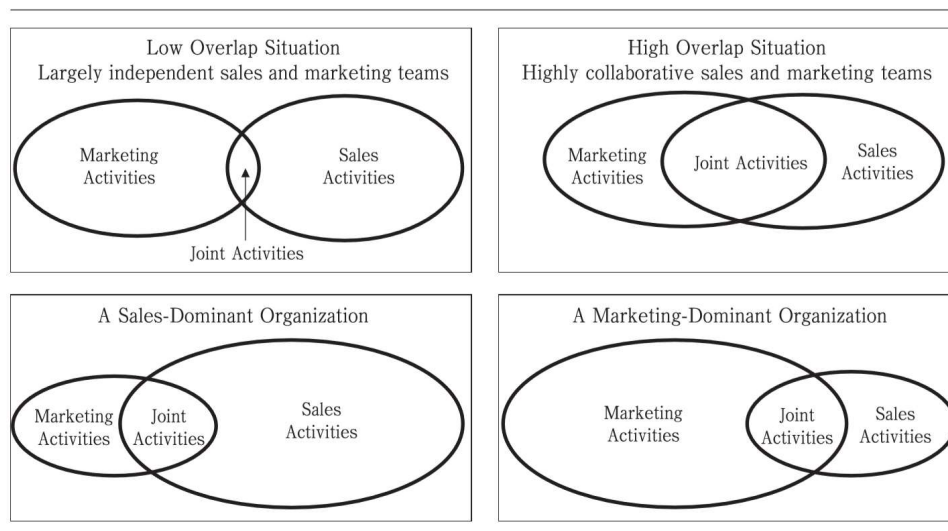 Low Overlap Situation
Largely independent sales and marketing teams
Marketing
Activities
Sales
Activities
Joint Activities
High Overlap Situation
Highly collaborative sales and marketing teams
Marketing
Activities
Joint Activities
Sales
Activities
A Sales-Dominant Organization
Marketing
Activities
Joint
Activities
Sales
Activities
A Marketing-Dominant Organization
Marketing
Activities
Joint
Activities
Sales
Activities